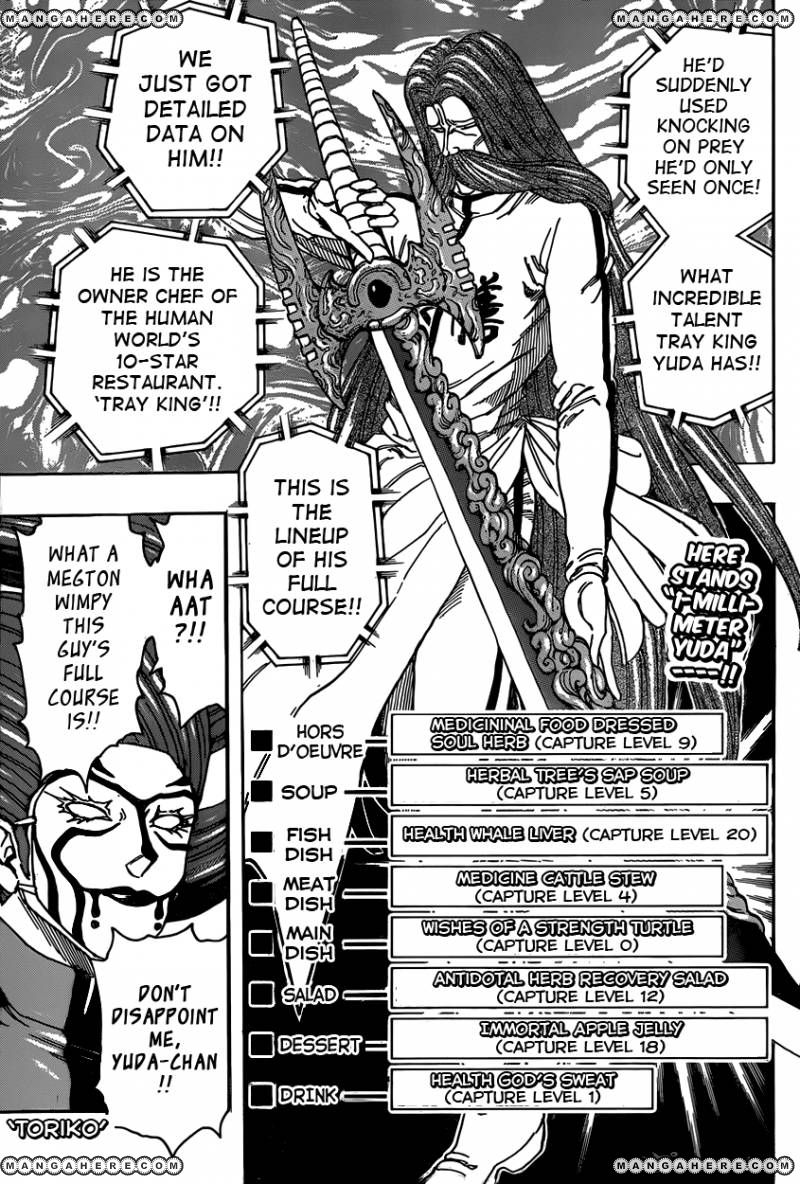 MANGAHERE.COM
MANGAHERE.COM
HE'D
SUDDENLY
USED
KNOCKING
ON PREY
HE'D ONLY
SEEN ONCE!
WHAT
INCREDIBLE
TALENT
TRAY KING
YUDA HAS!!
WE
JUST GOT
DETAILED
DATA ON
HIM!!
HE IS THE
OWNER CHEF OF
THE HUMAN
WORLD'S
10-STAR
RESTAURANT.
'TRAY KING'!!
THIS IS
THE
LINEUP
OF HIS
FULL
COURSE!!
HERE
STANDS
"1-MILLI-
METER
YUDA"
!!
HORS
D'OEUVRE
MEDICININAL FOOD DRESSED
SOUL HERB (CAPTURE LEVEL 9)
SOUP
HERBAL TREE'S SAP SOUP
(CAPTURE LEVEL 5)
FISH
DISH
HEALTH WHALE LIVER (CAPTURE LEVEL 20)
MEAT
DISH
MEDICINE CATTLE STEW
(CAPTURE LEVEL 4)
MAIN
DISH
WISHES OF A STRENGTH TURTLE
(CAPTURE LEVEL 0)
SALAD
ANTIDOTAL HERB RECOVERY SALAD
(CAPTURE LEVEL 12)
DESSERT
IMMORTAL APPLE JELLY
(CAPTURE LEVEL 18)
DRINK
HEALTH GOD'S SWEAT
(CAPTURE LEVEL 1)
WHA
AAT
?!!
WHAT A
MEGTON
WIMPY
THIS
GUY'S
FULL
COURSE
IS!!
DON'T
DISAPPOINT
ME,
YUDA-CHAN
!!
'TORIKO'
MANGAHERE.COM
MANGAHERE.COM